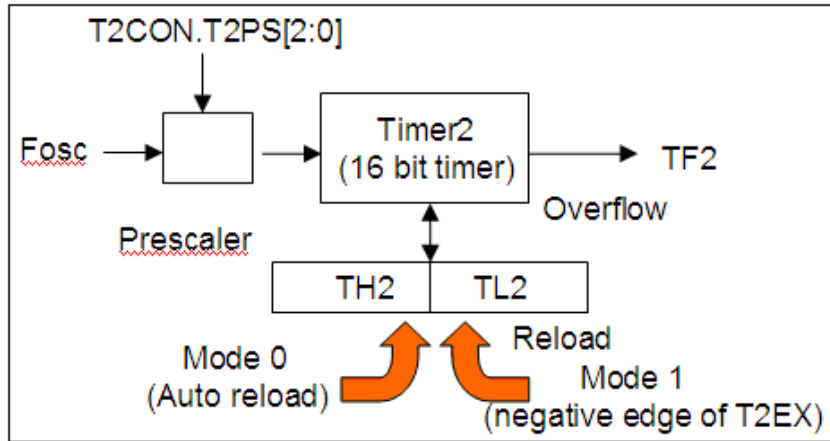 T2CON.T2PS[2:0]
Fosc
Timer2
(16 bit timer)
TF2
Prescaler
Overflow
TH2
TL2
Reload
Mode 0
(Auto reload)
Mode 1
(negative edge of T2EX)